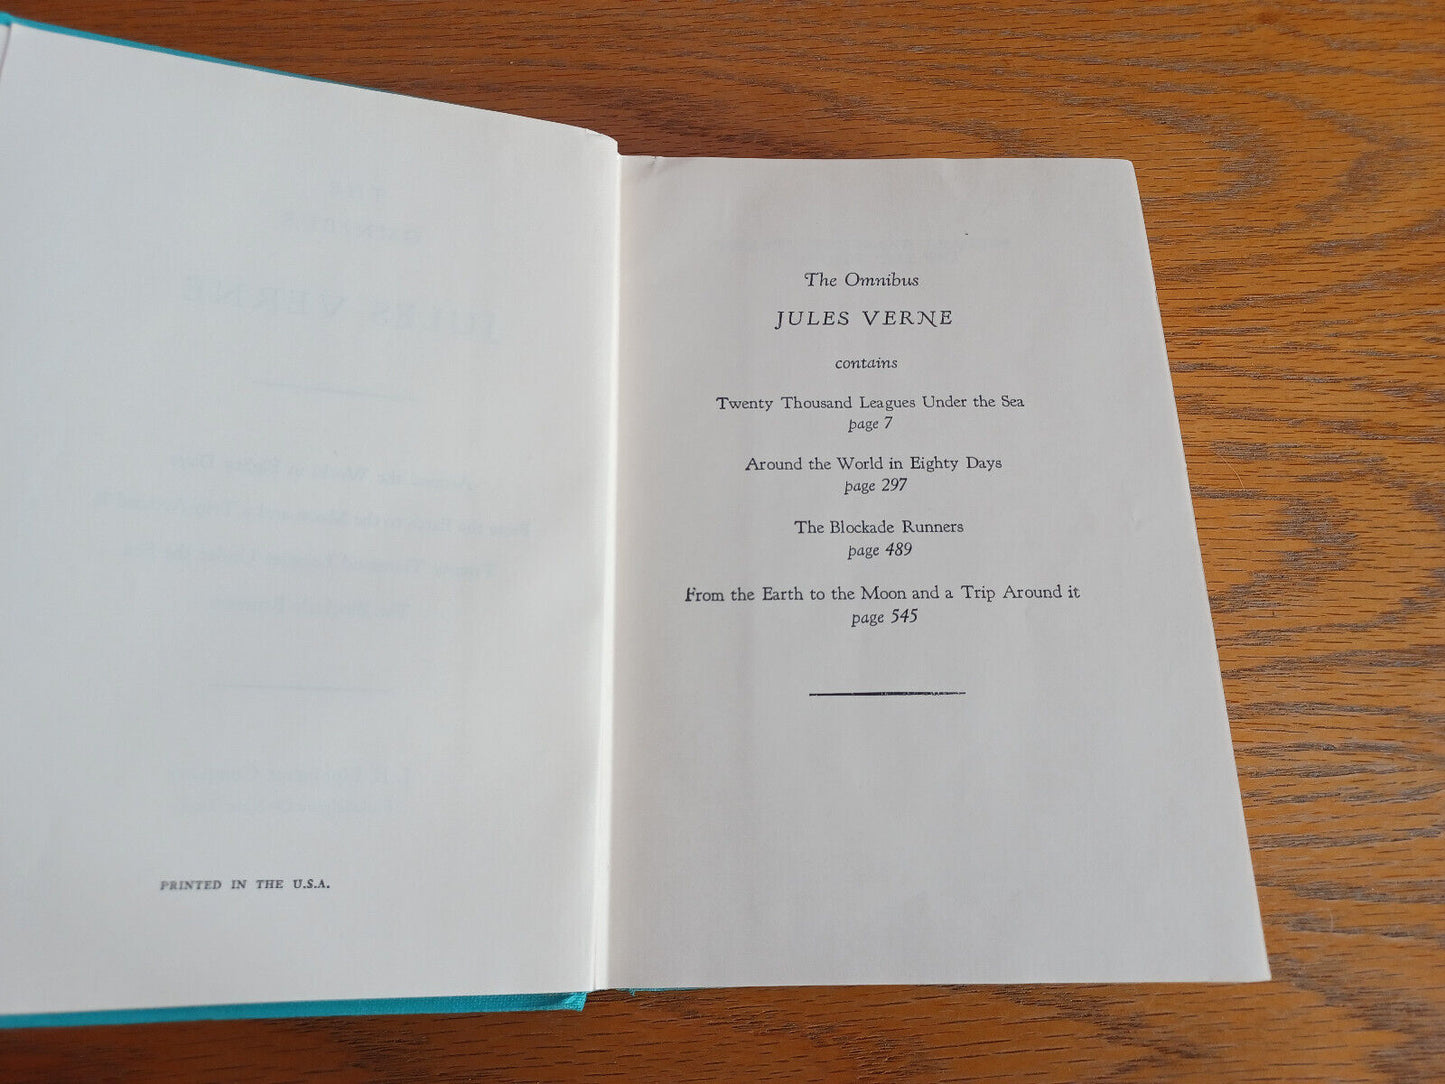 PRINTED IN THE U.S.A.
The Omnibus
JULES VERNE
contains
Twenty Thousand Leagues Under the Sea
page 7
Around the World in Eighty Days
page 297
The Blockade Runners
page 489
From the Earth to the Moon and a Trip Around it
page 545